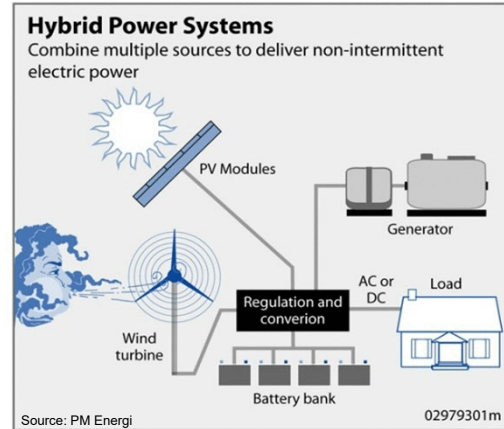 Hybrid Power Systems
Combine multiple sources to deliver non-intermittent
electric power
PV Modules
Generator
Regulation and
converion
AC or
DC
Load
Wind
turbine
Battery bank
Source: PM Energi
02979301m